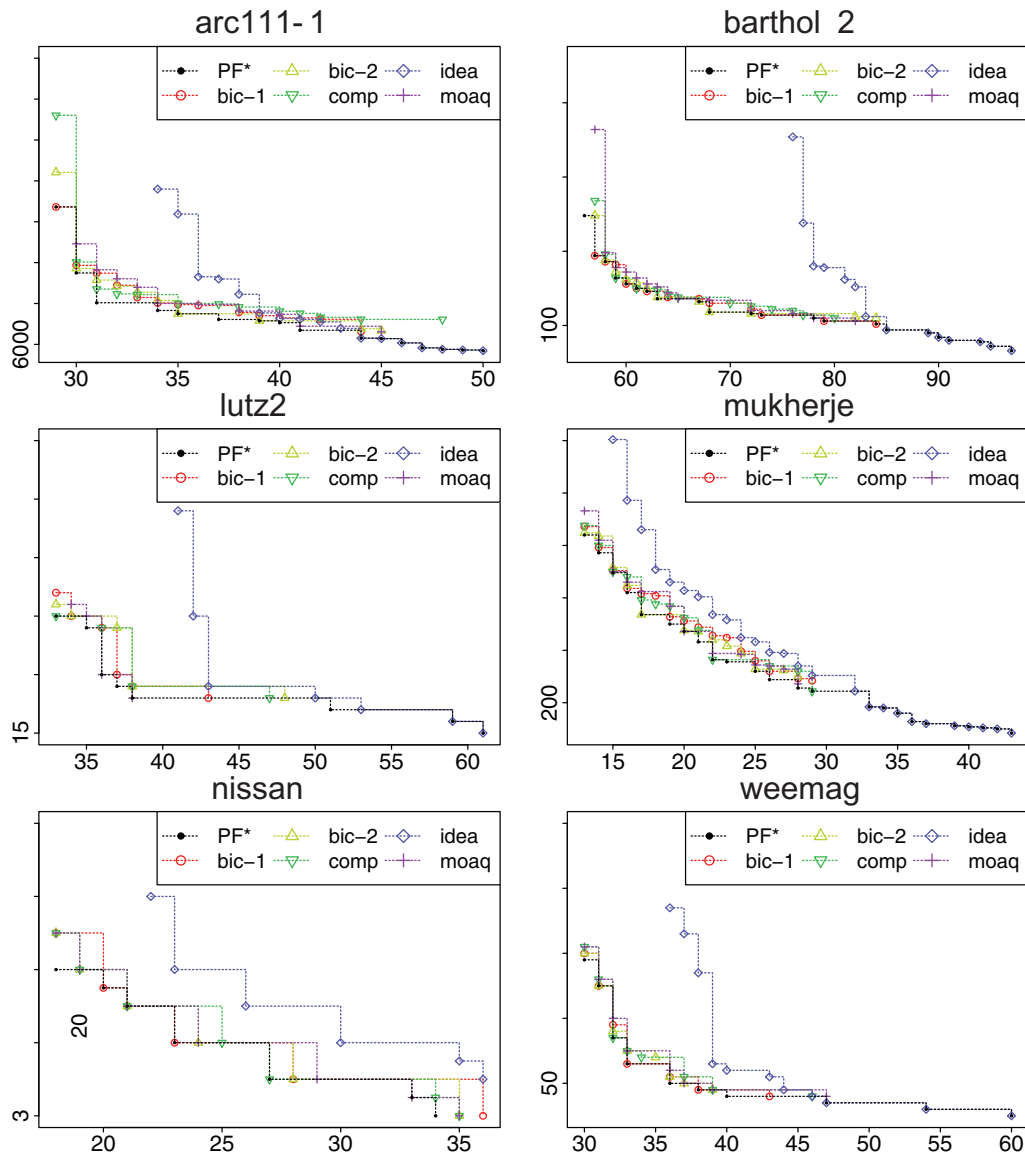 arc111- 1
PF*
bic-1
bic-2
comp
idea
moaq
6000
30 35 40 45 50
barthol 2
PF*
bic-1
bic-2
comp
idea
moaq
100
60 70 80 90
lutz2
PF*
bic-1
bic-2
comp
idea
moaq
15
35 40 45 50 55 60
mukherje
PF*
bic-1
bic-2
comp
idea
moaq
200
15 20 25 30 35 40
nissan
PF*
bic-1
bic-2
comp
idea
moaq
20
3
20 25 30 35
weemag
PF*
bic-1
bic-2
comp
idea
moaq
50
30 35 40 45 50 55 60